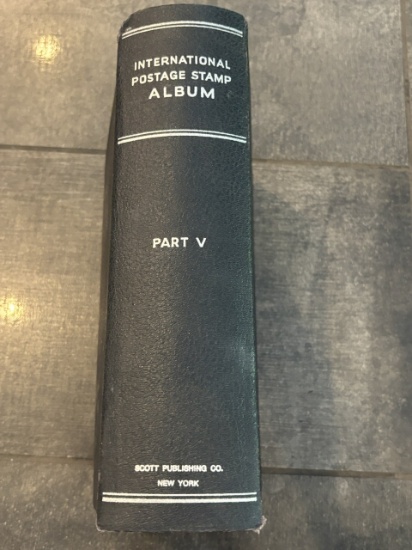 INTERNATIONAL
POSTAGE STAMP
ALBUM
PART V
SCOTT PUBLISHING CO.
NEW YORK